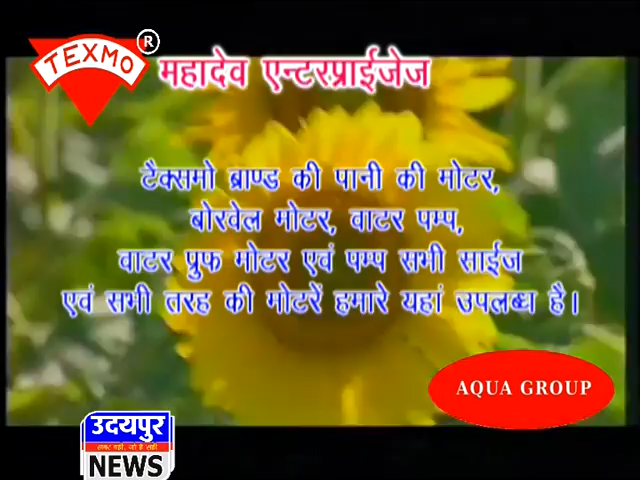 TEXMO®
महादेव एन्टरप्राईजेज
टैक्समो ब्राण्ड की पानी की मोटर,
बोरवेल मोटर, वाटर पम्प,
वाटर प्रुफ मोटर एवं पम्प सभी साईज
एवं सभी तरह की मोटरें हमारे यहां उपलब्ध है।
AQUA GROUP
उदयपुर
NEWS